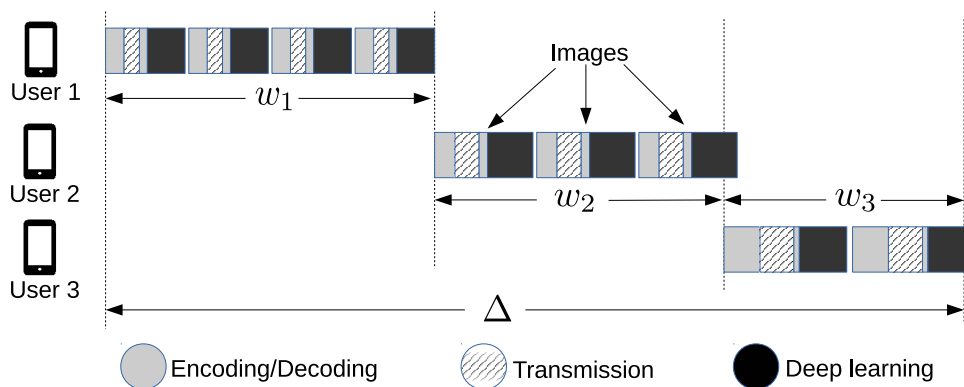 User 1
w₁
Images
User 2
w₂
w₃
User 3
Δ
Encoding/Decoding
Transmission
Deep learning